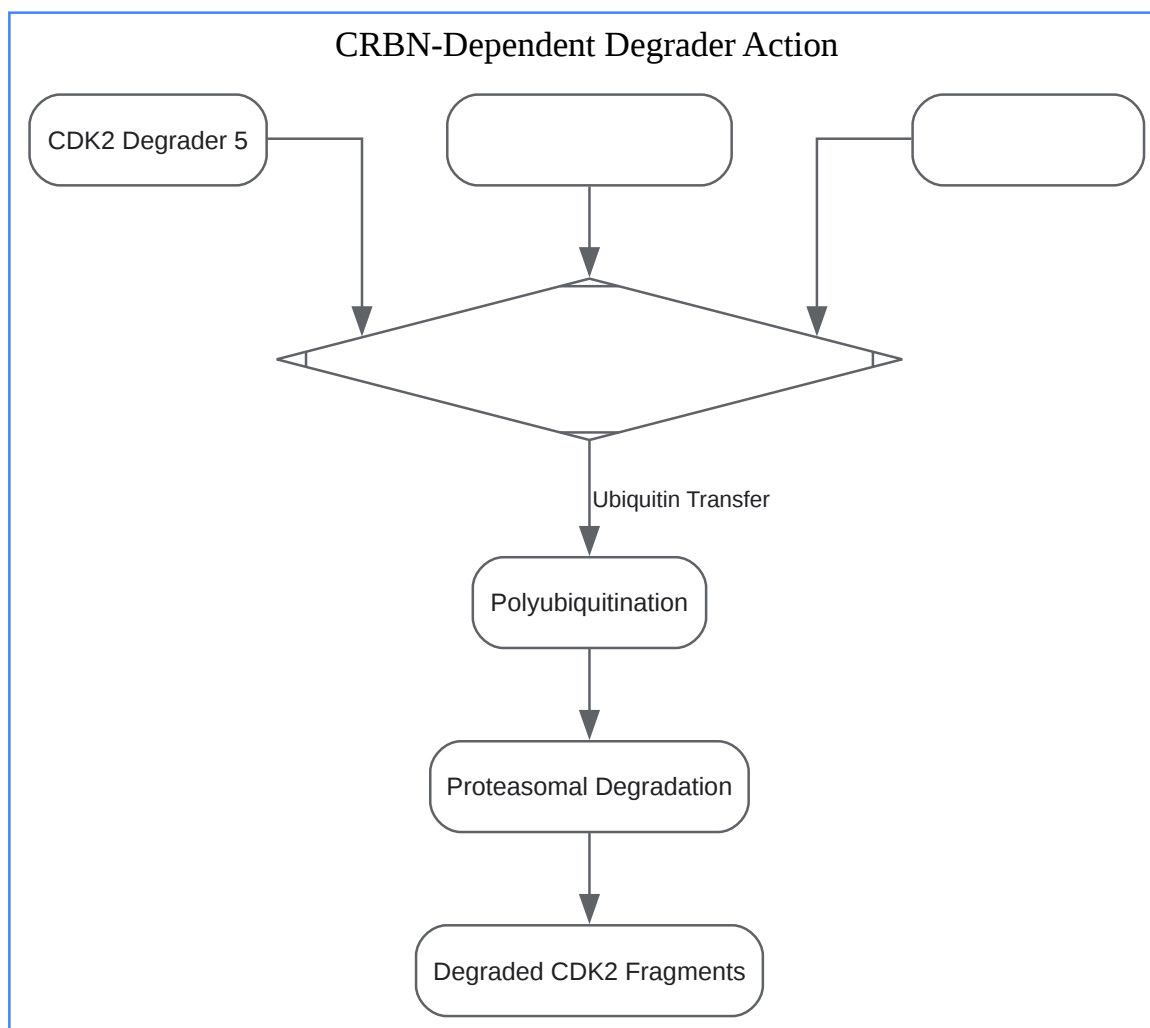 CRBN-Dependent Degrader Action
CDK2 Degrader 5
Ubiquitin Transfer
Polyubiquitination
Proteasomal Degradation
Degraded CDK2 Fragments